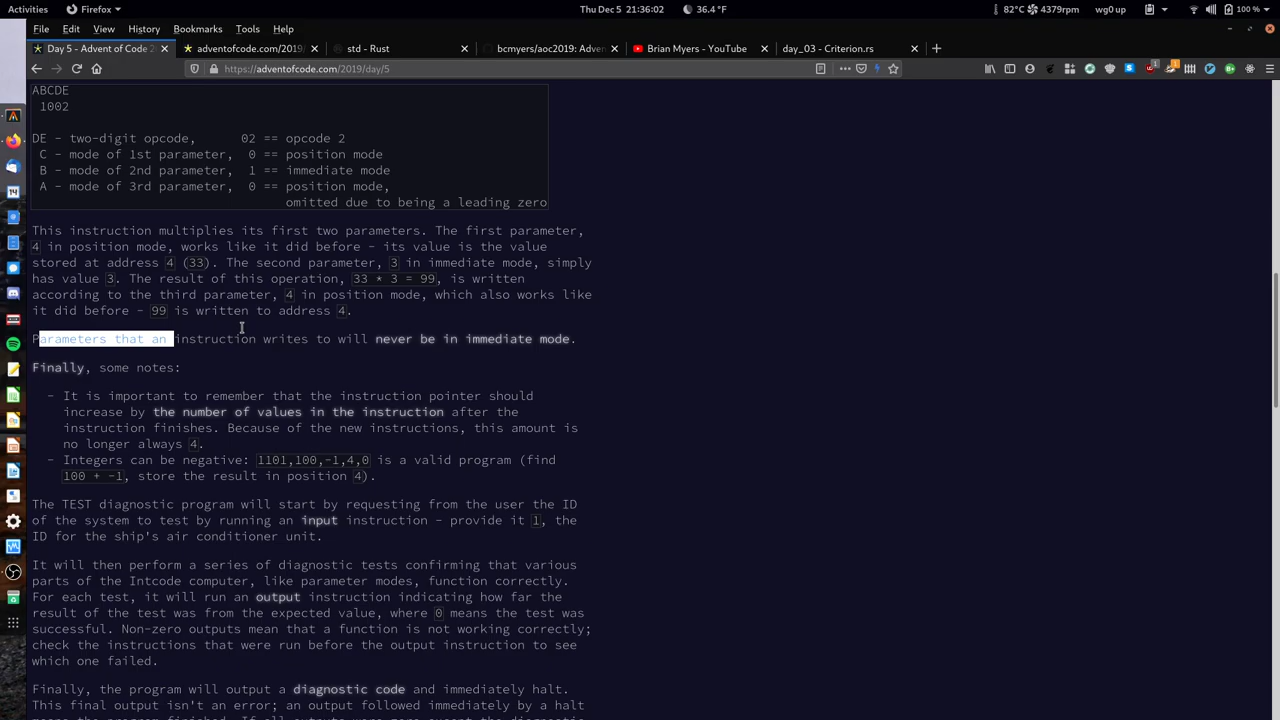 Activities
Firefox
Thu Dec 5  21:36:02
36.4 °F
82°C
4379rpm
wg0 up
100 %
File Edit View History Bookmarks Tools Help
Day 5 - Advent of Code 2
adventofcode.com/2019/
std - Rust
bcmyers/aoc2019: Adven
Brian Myers - YouTube
day_03 - Criterion.rs
https://adventofcode.com/2019/day/5
ABCDE
 1002
DE - two-digit opcode,      02 == opcode 2
 C - mode of 1st parameter,  0 == position mode
 B - mode of 2nd parameter,  1 == immediate mode
 A - mode of 3rd parameter,  0 == position mode,
                                  omitted due to being a leading zero
This instruction multiplies its first two parameters. The first parameter,
4 in position mode, works like it did before - its value is the value
stored at address 4 (33). The second parameter, 3 in immediate mode, simply
has value 3. The result of this operation, 33 * 3 = 99, is written
according to the third parameter, 4 in position mode, which also works like
it did before - 99 is written to address 4.
Parameters that an instruction writes to will never be in immediate mode.
Finally, some notes:
- It is important to remember that the instruction pointer should
increase by the number of values in the instruction after the
instruction finishes. Because of the new instructions, this amount is
no longer always 4.
- Integers can be negative: 1101,100,-1,4,0 is a valid program (find
100 + -1, store the result in position 4).
The TEST diagnostic program will start by requesting from the user the ID
of the system to test by running an input instruction - provide it 1, the
ID for the ship's air conditioner unit.
It will then perform a series of diagnostic tests confirming that various
parts of the Intcode computer, like parameter modes, function correctly.
For each test, it will run an output instruction indicating how far the
result of the test was from the expected value, where 0 means the test was
successful. Non-zero outputs mean that a function is not working correctly;
check the instructions that were run before the output instruction to see
which one failed.
Finally, the program will output a diagnostic code and immediately halt.
This final output isn't an error; an output followed immediately by a halt
means the program finished. If all outputs were zero except the diagnostic